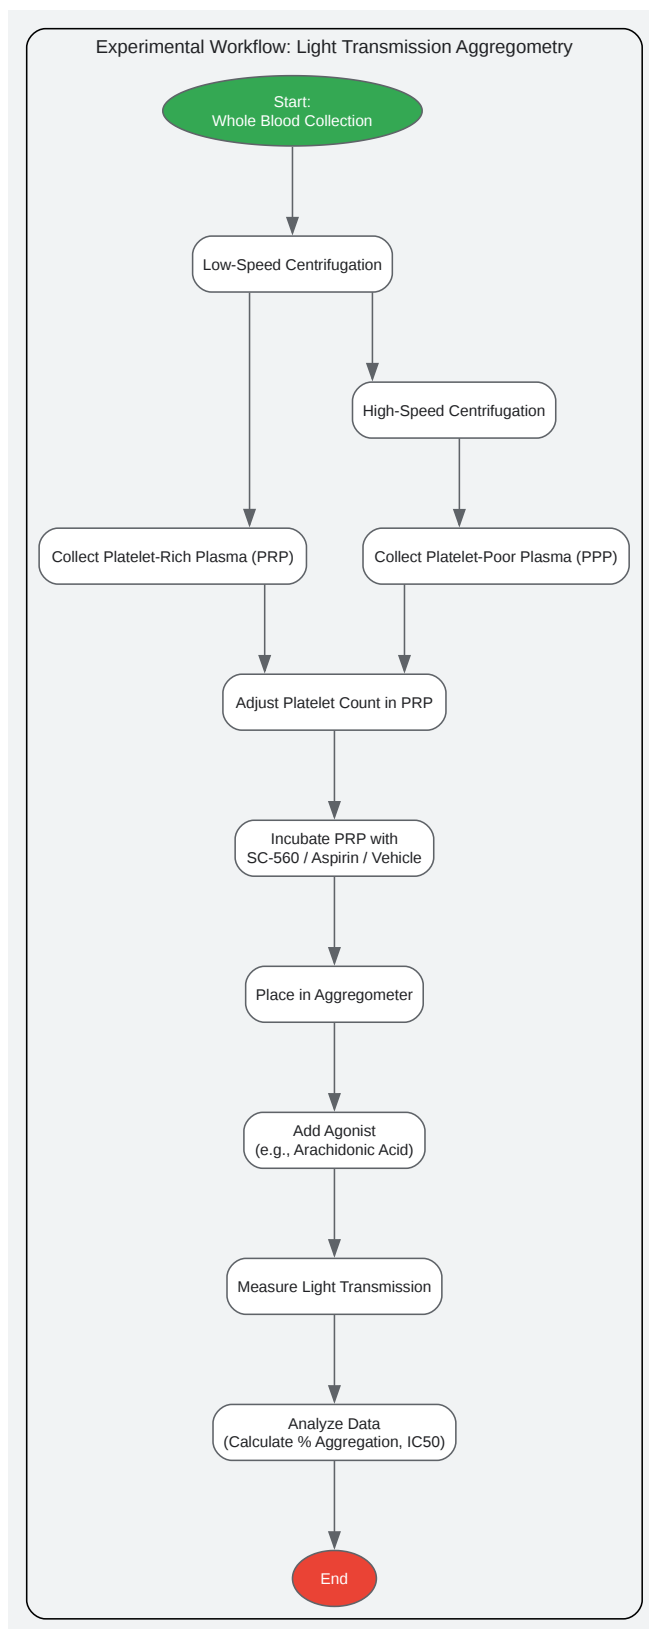 Experimental Workflow: Light Transmission Aggregometry
Start:
Whole Blood Collection
Low-Speed Centrifugation
High-Speed Centrifugation
Collect Platelet-Rich Plasma (PRP)
Collect Platelet-Poor Plasma (PPP)
Adjust Platelet Count in PRP
Incubate PRP with
SC-560 / Aspirin / Vehicle
Place in Aggregometer
Add Agonist
(e.g., Arachidonic Acid)
Measure Light Transmission
Analyze Data
(Calculate % Aggregation, IC50)
End